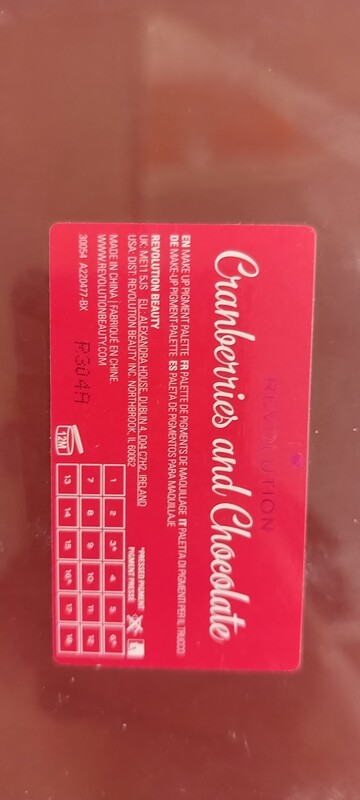 I ♥ REVOLUTION
Cranberries and Chocolate
EN MAKE UP PIGMENT PALETTE FR PALETTE DE PIGMENTS DE MAQUILLAGE IT PALETTA DI PIGMENTI PER IL TRUCCO
DE MAKE-UP PIGMENT-PALETTE ES PALETA DE PIGMENTOS PARA MAQUILLAJE
REVOLUTION BEAUTY
UK: ME11 5JS EU: ALEXANDRA HOUSE, DUBLIN 4, D04 C7H2, IRELAND
USA: DIST: REVOLUTION BEAUTY INC. NORTHBROOK, IL 60062
MADE IN CHINA | FABRIQUÉ EN CHINE.
WWW.REVOLUTIONBEAUTY.COM
30054 A220477-BX
R304A
12M
*PRESSED PIGMENT
PIGMENT PRESSÉ
1 2 3* 4 5 6*
7 8 9 10 11 12
13 14 15 16* 17 18